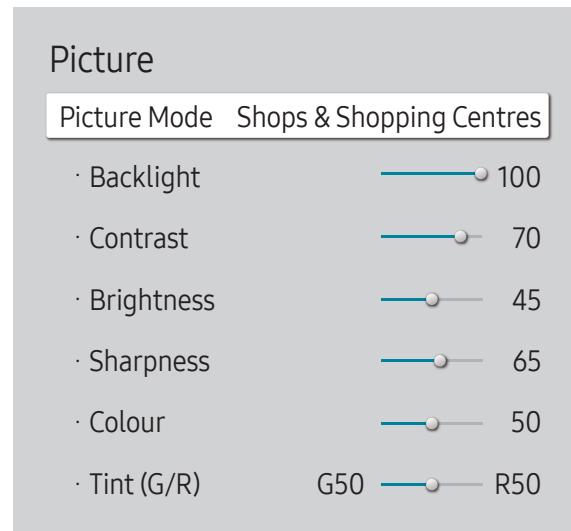 Picture
Picture Mode Shops & Shopping Centres
· Backlight 100
· Contrast 70
· Brightness 45
· Sharpness 65
· Colour 50
· Tint (G/R) G50 R50